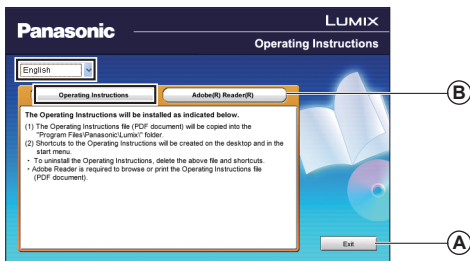 Panasonic
LUMIX
Operating Instructions
English
Operating Instructions
Adobe(R) Reader(R)
B
The Operating Instructions will be installed as indicated below.
(1) The Operating Instructions file (PDF document) will be copied into the
"Program Files\Panasonic\Lumix\" folder.
(2) Shortcuts to the Operating Instructions will be created on the desktop and in the
start menu.
・ To uninstall the Operating Instructions, delete the above file and shortcuts.
・ Adobe Reader is required to browse or print the Operating Instructions file
(PDF document).
Exit
A